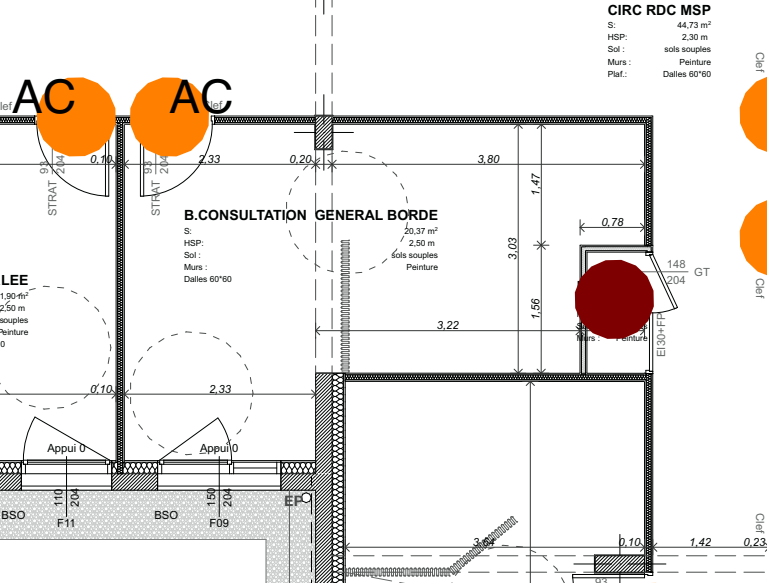 CIRC RDC MSP
S: 44,73 m²
HSP: 2,30 m
Sol : sols souples
Murs : Peinture
Plaf.: Dalles 60*60
Clef
AC
AC
Clef
0,10
2,33
0,20
3,80
93
204
STRAT
93
204
STRAT
1,47
3,03
0,78
B.CONSULTATION GENERAL BORDE
S: 20,37 m²
HSP: 2,50 m
Sol : sols souples
Murs : Peinture
Dalles 60*60
148
204
GT
LEE
2,50 m
souples
Peinture
Clef
1,56
3,22
Murs : Peinture
EI30+FP
0,10
2,33
Appui 0
Appui 0
110
204
150
204
EP
BSO
F11
BSO
F09
Clef
3,64
0,10
1,42
0,23
93